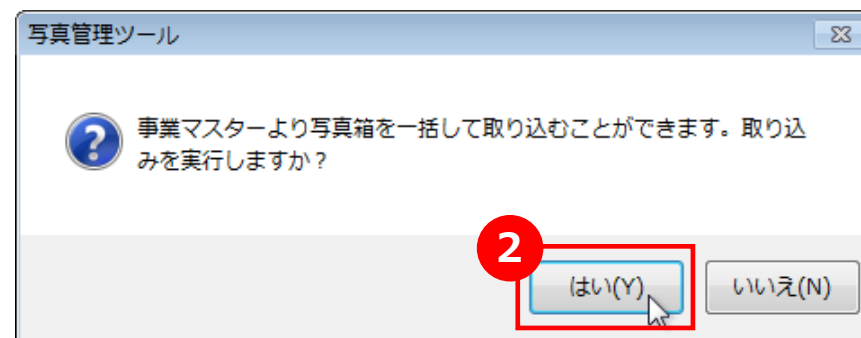 写真管理ツール
事業マスターより写真箱を一括して取り込むことができます。取り込
みを実行しますか？
2
はい(Y)
いいえ(N)